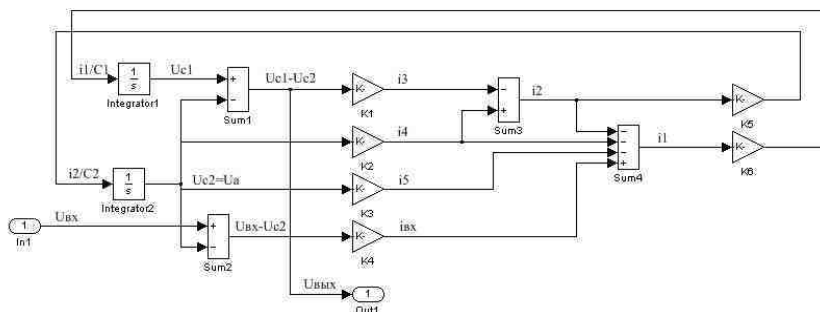 i1/C1
1
s
Integrator1
Uc1
+
−
Sum1
Uc1-Uc2
K-
K1
i3
−
+
Sum3
i2
K-
K5
K-
K2
i4
−
−
−
+
Sum4
i1
K-
K6
i2/C2
1
s
Integrator2
Uc2=Ua
K-
K3
i5
Uвх
1
In1
+
−
Sum2
Uвх-Uc2
K-
K4
iвх
Uвых
1
Out1